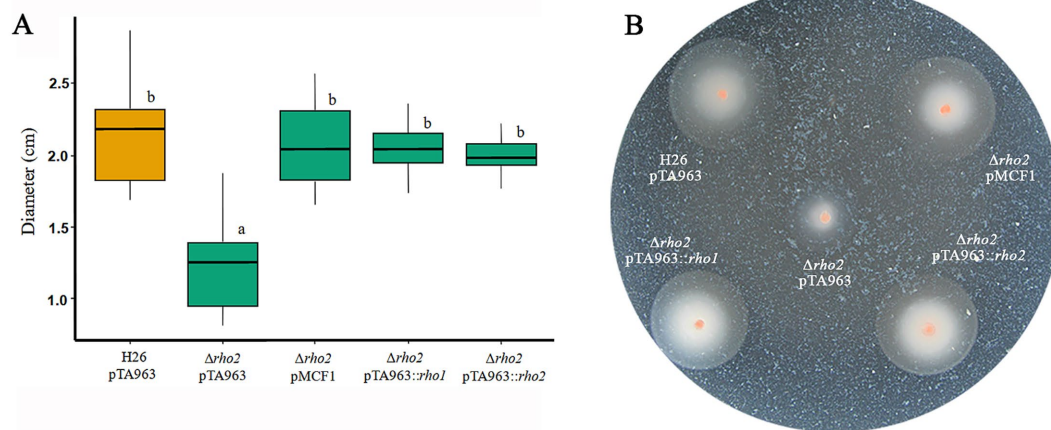 A
Diameter (cm)
2.5
2.0
1.5
1.0
b
a
b
b
b
H26
pTA963
Δrho2
pTA963
Δrho2
pMCF1
Δrho2
pTA963::rho1
Δrho2
pTA963::rho2
B
H26
pTA963
Δrho2
pMCF1
Δrho2
pTA963::rho1
Δrho2
pTA963
Δrho2
pTA963::rho2